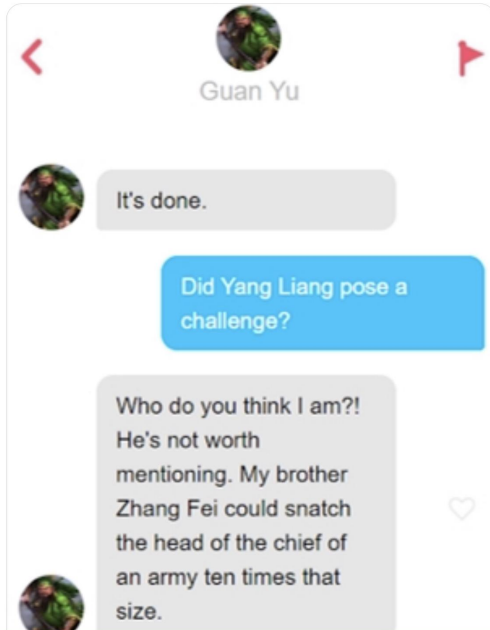 Guan Yu
It's done.
Did Yang Liang pose a
challenge?
Who do you think I am?!
He's not worth
mentioning. My brother
Zhang Fei could snatch
the head of the chief of
an army ten times that
size.